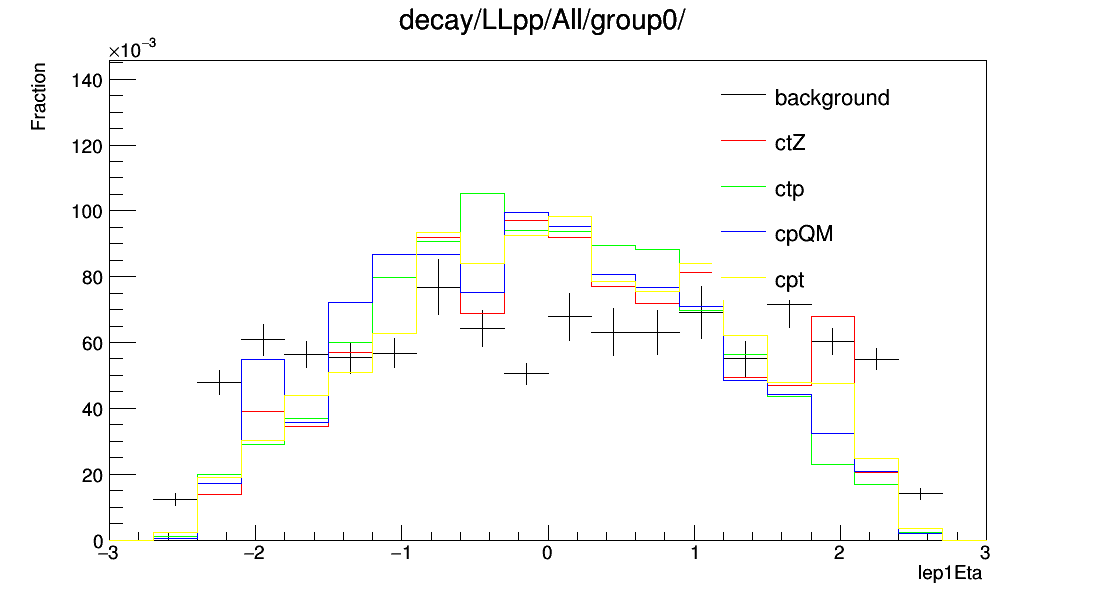 decay/LLpp/All/group0/
×10⁻³
Fraction
140
120
100
80
60
40
20
0
background
ctZ
ctp
cpQM
cpt
−3
−2
−1
0
1
2
3
lep1Eta